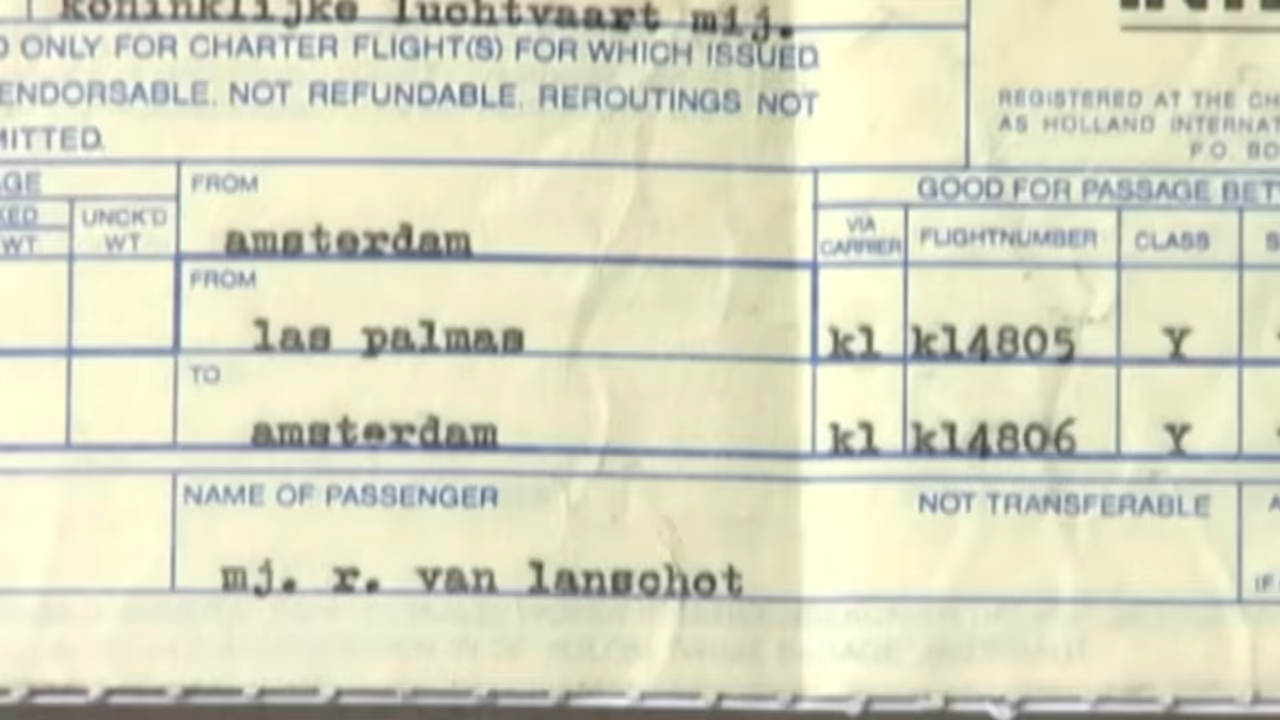 koninklijke luchtvaart mij.
ONLY FOR CHARTER FLIGHT(S) FOR WHICH ISSUED
ENDORSABLE. NOT REFUNDABLE. REROUTINGS NOT
MITTED.
REGISTERED AT THE CH
AS HOLLAND INTERNAT
P.O. BO
GE
KED WT
UNCK'D WT
FROM
amsterdam
GOOD FOR PASSAGE BET
VIA CARRIER FLIGHTNUMBER CLASS S
FROM
las palmas kl kl4805 Y
TO
amsterdam kl kl4806 Y
NAME OF PASSENGER NOT TRANSFERABLE A
mj. r. van lanschot IF